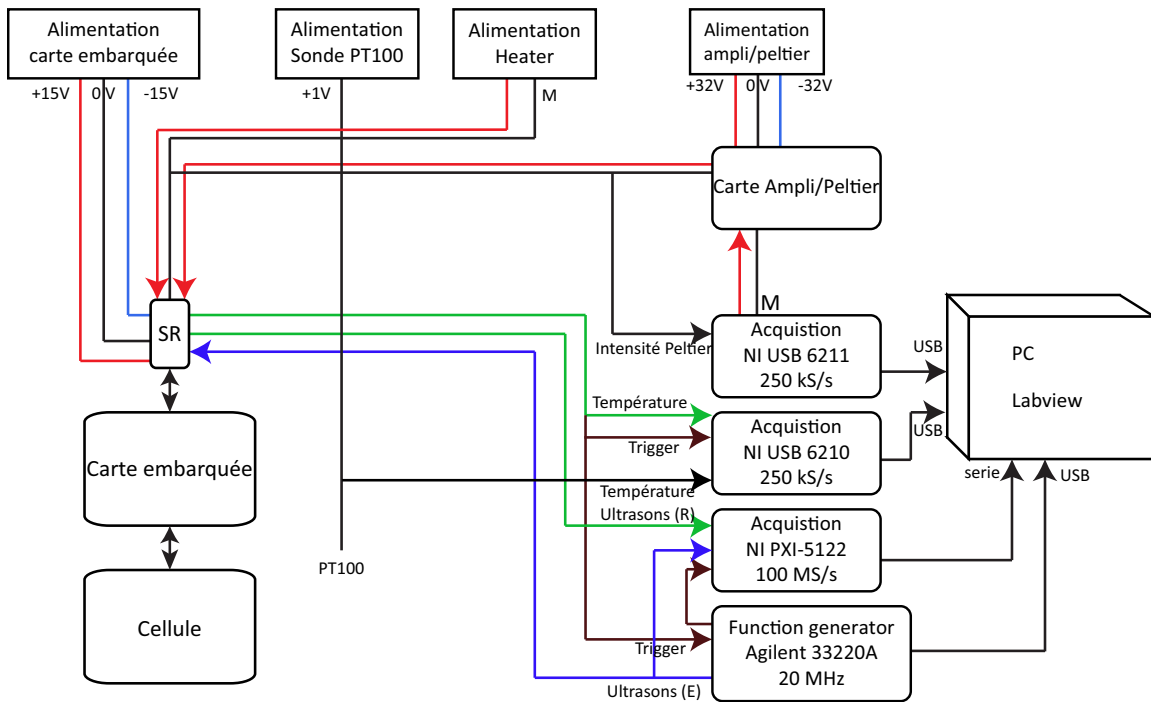 Alimentation
carte embarquée
Alimentation
Sonde PT100
Alimentation
Heater
Alimentation
ampli/peltier
+15V 0 V -15V
+1V
M
+32V 0 V -32V
Carte Ampli/Peltier
M
SR
Intensité Peltier
Acquistion
NI USB 6211
250 kS/s
USB
PC
Labview
Température
Trigger
Acquistion
NI USB 6210
250 kS/s
USB
Carte embarquée
Température
serie
USB
Ultrasons (R)
Acquistion
NI PXI-5122
100 MS/s
PT100
Cellule
Trigger
Function generator
Agilent 33220A
20 MHz
Ultrasons (E)